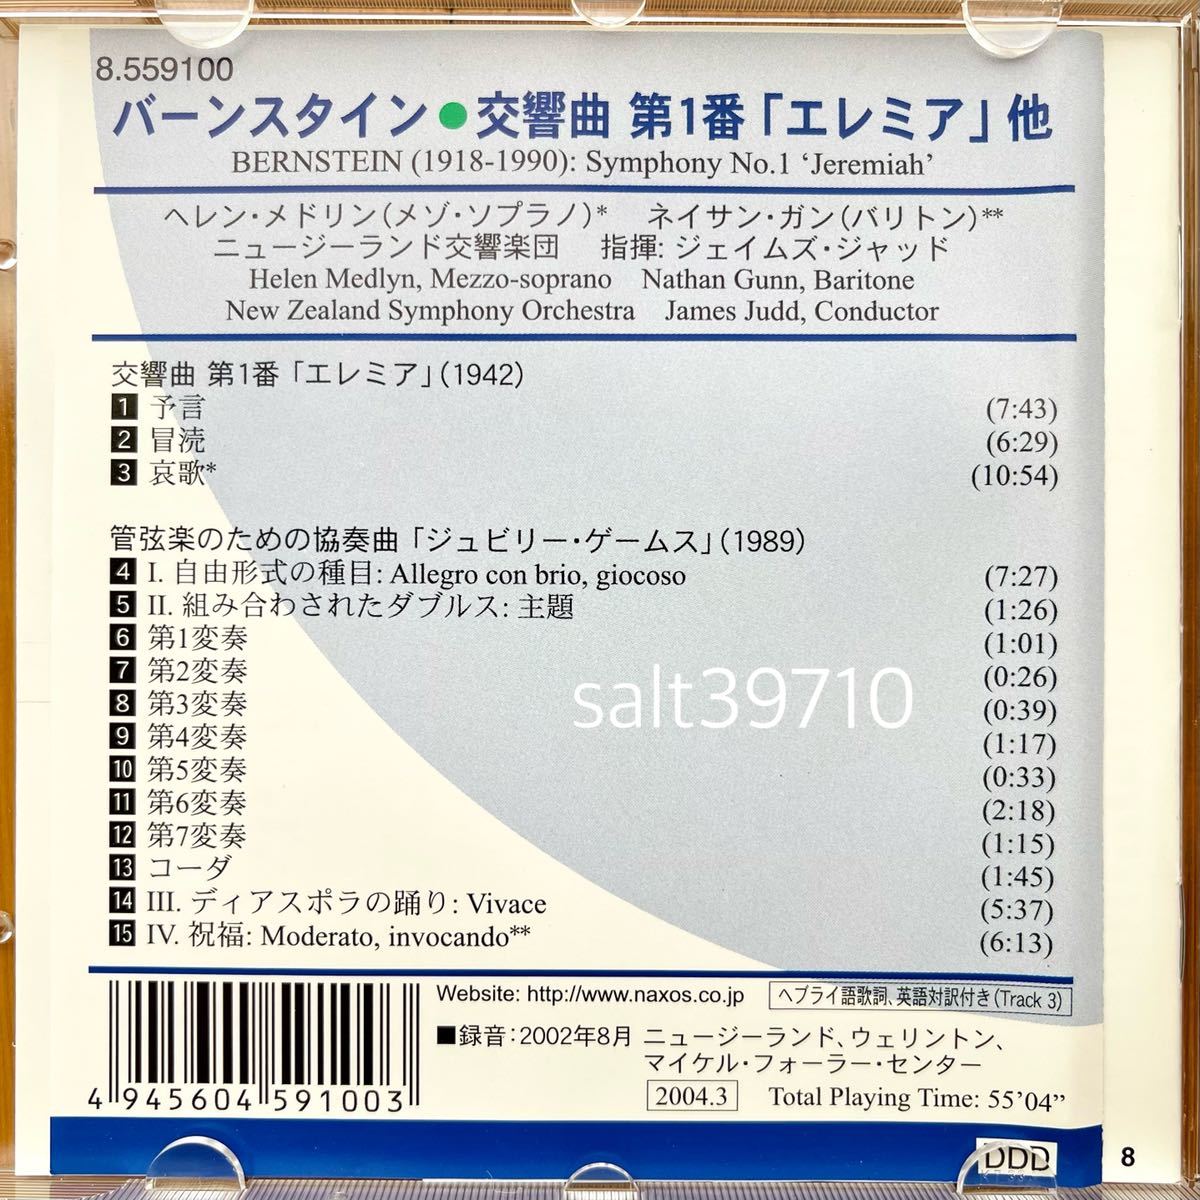 8.559100
バーンスタイン●交響曲 第1番「エレミア」他
BERNSTEIN (1918-1990): Symphony No.1 ‘Jeremiah’
ヘレン・メドリン(メゾ・ソプラノ)* ネイサン・ガン(バリトン)**
ニュージーランド交響楽団 指揮: ジェイムズ・ジャッド
Helen Medlyn, Mezzo-soprano Nathan Gunn, Baritone
New Zealand Symphony Orchestra James Judd, Conductor
交響曲 第1番「エレミア」(1942)
1 予言 (7:43)
2 冒涜 (6:29)
3 哀歌* (10:54)
管弦楽のための協奏曲「ジュビリー・ゲームス」(1989)
4 I. 自由形式の種目: Allegro con brio, giocoso (7:27)
5 II. 組み合わされたダブルス: 主題 (1:26)
6 第1変奏 (1:01)
7 第2変奏 (0:26)
8 第3変奏 (0:39)
9 第4変奏 (1:17)
10 第5変奏 (0:33)
11 第6変奏 (2:18)
12 第7変奏 (1:15)
13 コーダ (1:45)
14 III. ディアスポラの踊り: Vivace (5:37)
15 IV. 祝福: Moderato, invocando** (6:13)
salt39710
Website: http://www.naxos.co.jp ヘブライ語歌詞、英語対訳付き(Track 3)
■録音:2002年8月 ニュージーランド、ウェリントン、
マイケル・フォーラー・センター
2004.3 Total Playing Time: 55’04”
4 945604 591003
DDD
8